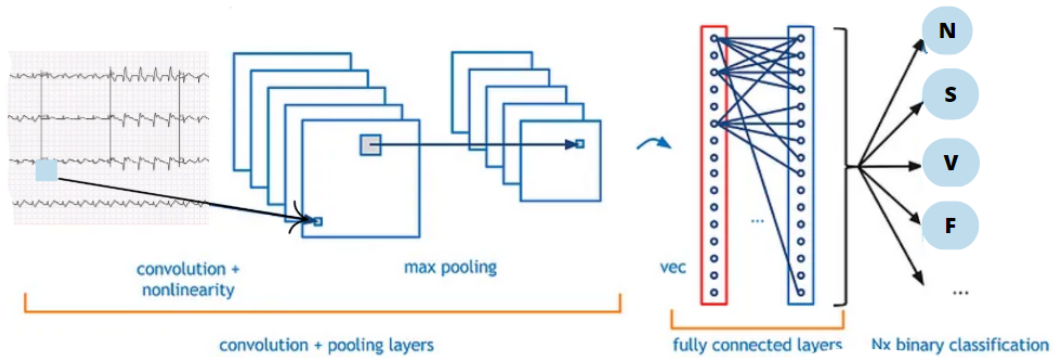 N
S
V
F
...
...
convolution +
nonlinearity
max pooling
vec
convolution + pooling layers
fully connected layers
Nx binary classification